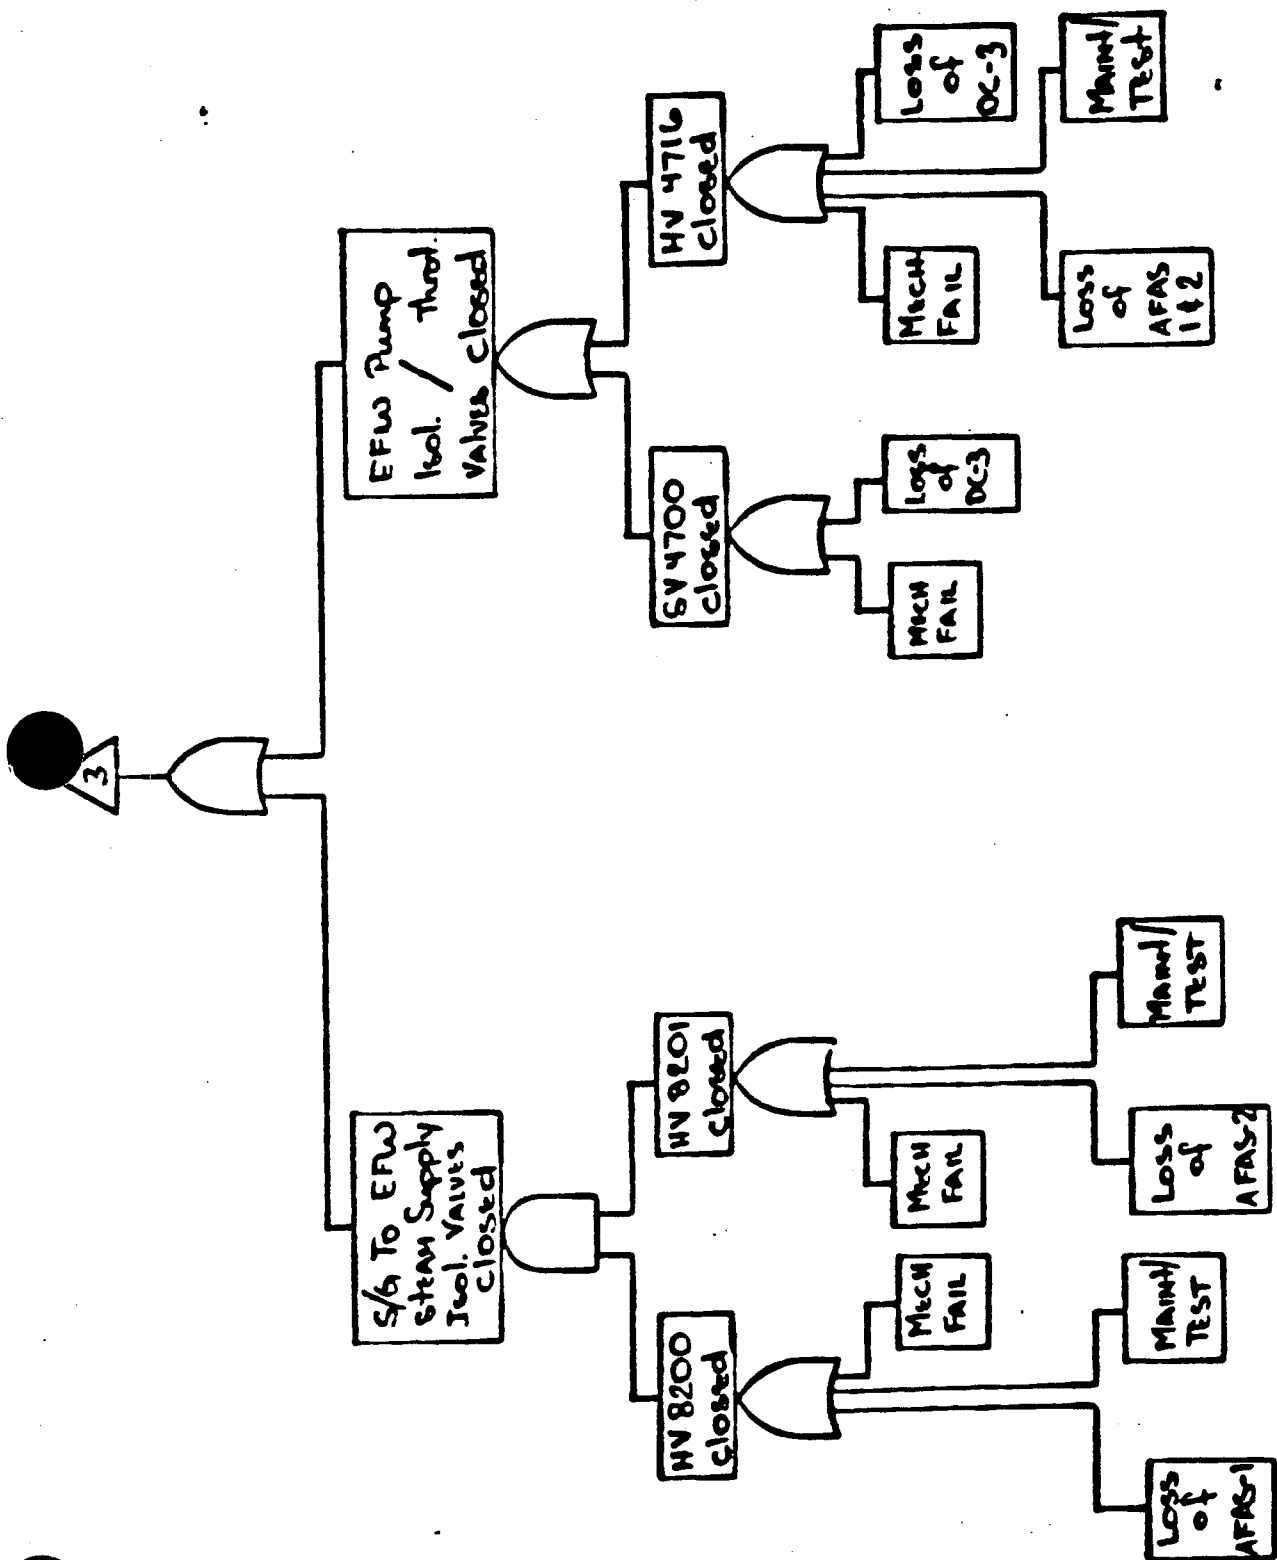 3
S/G To EFW
Steam Supply
Isol. Valves
Closed
EFW Pump
Isol. / Throt.
Valves Closed
HV 8200
Closed
HV 8201
Closed
SV 4700
Closed
HV 4716
Closed
Loss
of
AFAS-1
Maint/
Test
Mech
Fail
Mech
Fail
Loss
of
AFAS-2
Maint/
Test
Mech
Fail
Loss
of
DC-3
Mech
Fail
Loss
of
AFAS
1 & 2
Maint/
Test
Loss
of
DC-3